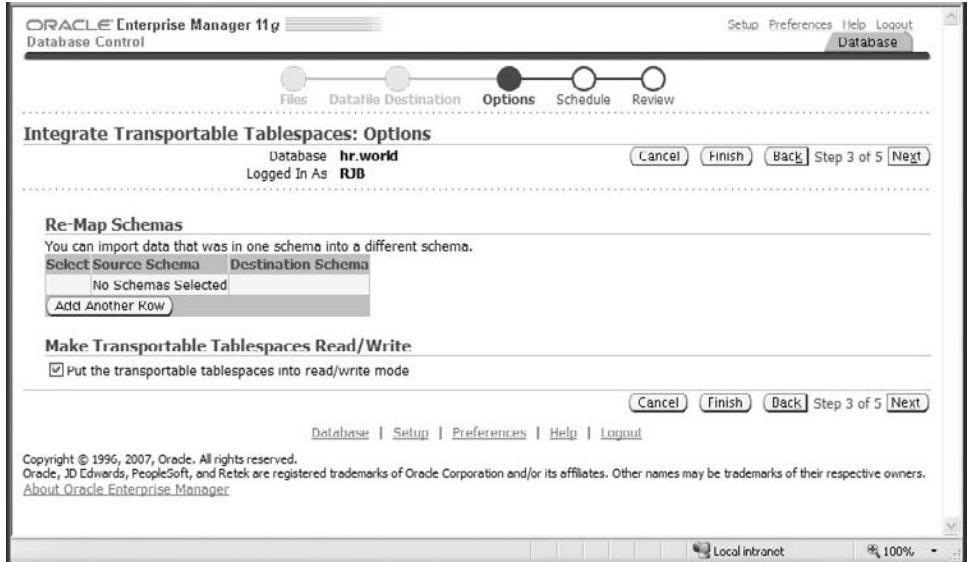 ORACLE Enterprise Manager 11g
Database Control
Setup Preferences Help Logout
Database
Files Datafile Destination Options Schedule Review
Integrate Transportable Tablespaces: Options
Database hr.world
Logged In As RJB
Cancel Finish Back Step 3 of 5 Next
Re-Map Schemas
You can import data that was in one schema into a different schema.
Select Source Schema Destination Schema
No Schemas Selected
Add Another Row
Make Transportable Tablespaces Read/Write
Put the transportable tablespaces into read/write mode
Cancel Finish Back Step 3 of 5 Next
Database | Setup | Preferences | Help | Logout
Copyright © 1996, 2007, Oracle. All rights reserved.
Oracle, JD Edwards, PeopleSoft, and Retek are registered trademarks of Oracle Corporation and/or its affiliates. Other names may be trademarks of their respective owners.
About Oracle Enterprise Manager
Local intranet 100%